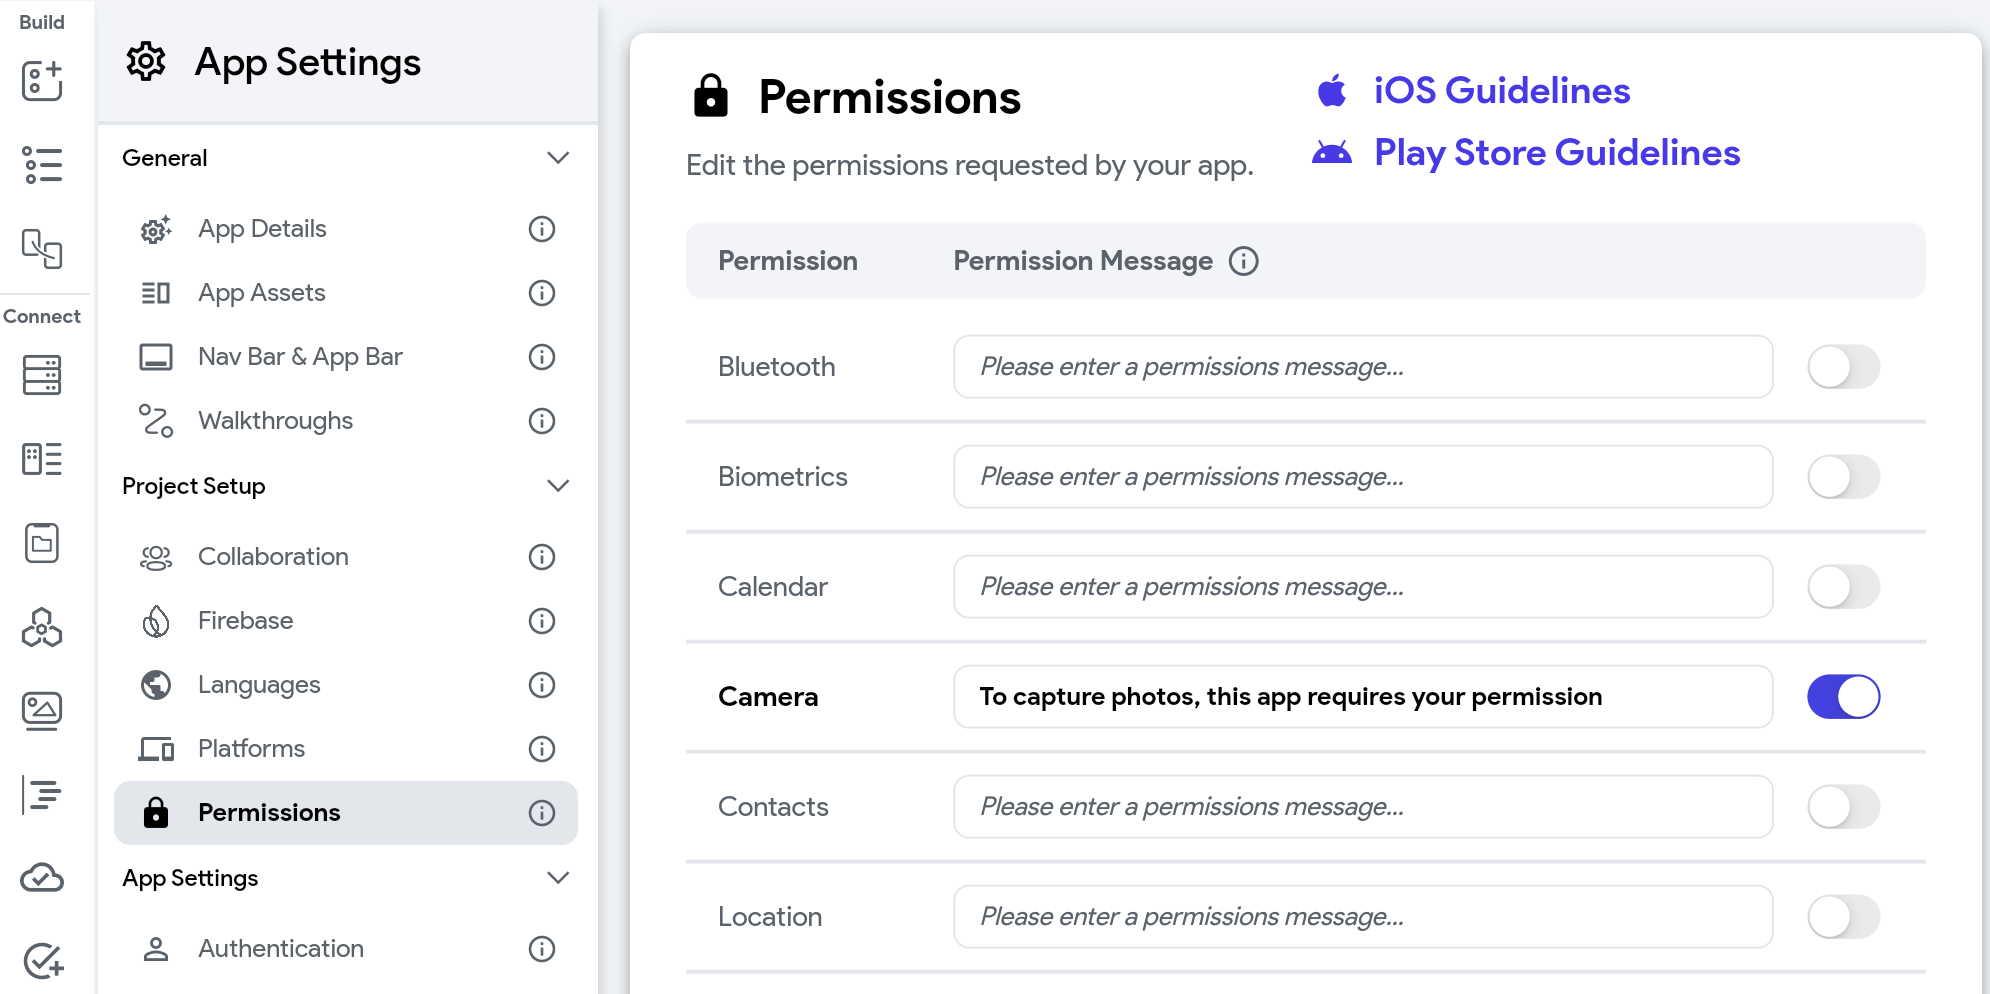 Build
Connect
App Settings
General
App Details
App Assets
Nav Bar & App Bar
Walkthroughs
Project Setup
Collaboration
Firebase
Languages
Platforms
Permissions
App Settings
Authentication
Permissions
Edit the permissions requested by your app.
iOS Guidelines
Play Store Guidelines
Permission Permission Message
Bluetooth Please enter a permissions message...
Biometrics Please enter a permissions message...
Calendar Please enter a permissions message...
Camera To capture photos, this app requires your permission
Contacts Please enter a permissions message...
Location Please enter a permissions message...